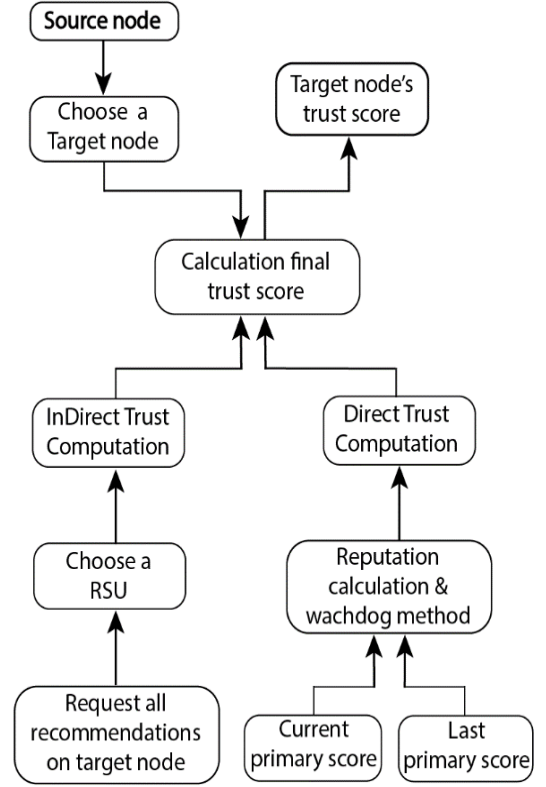 Source node
Choose a
Target node
Target node's
trust score
Calculation final
trust score
InDirect Trust
Computation
Direct Trust
Computation
Choose a
RSU
Reputation
calculation &
wachdog method
Request all
recommendations
on target node
Current
primary score
Last
primary score